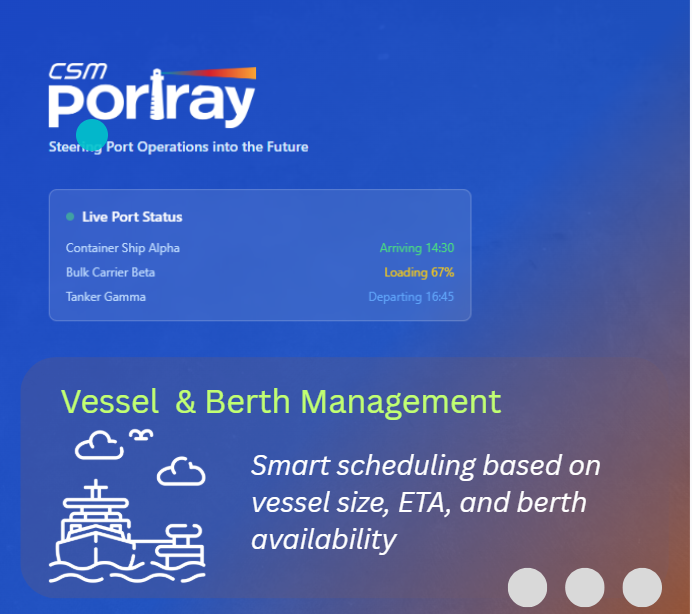 CSM
portray
Steering Port Operations into the Future
Live Port Status
Container Ship Alpha Arriving 14:30
Bulk Carrier Beta Loading 67%
Tanker Gamma Departing 16:45
Vessel & Berth Management
Smart scheduling based on
vessel size, ETA, and berth
availability